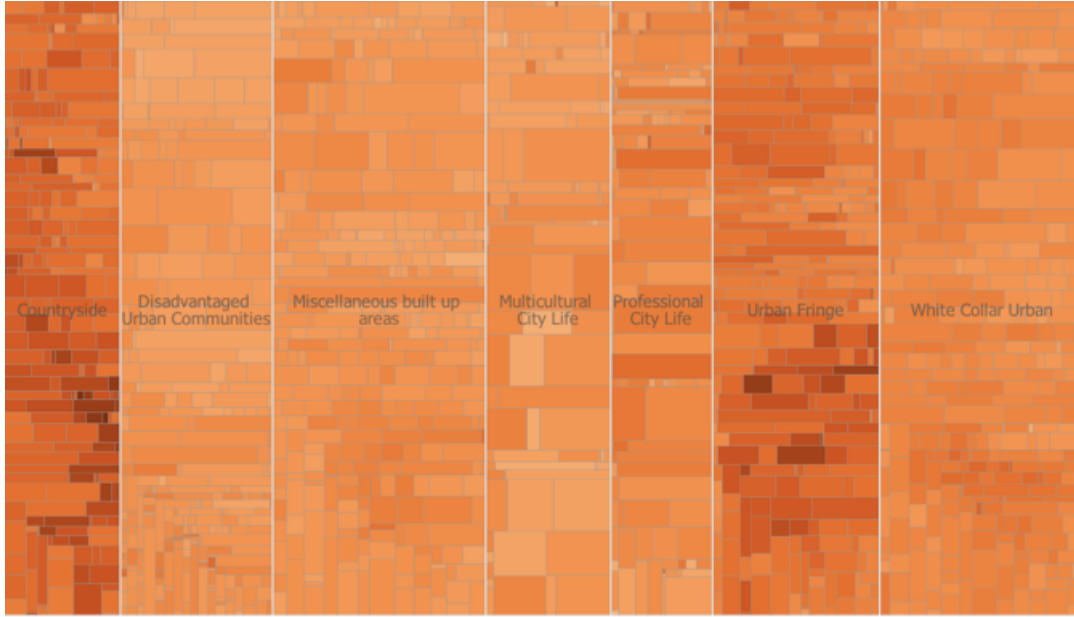 Countryside
Disadvantaged
Urban Communities
Miscellaneous built up
areas
Multicultural
City Life
Professional
City Life
Urban Fringe
White Collar Urban